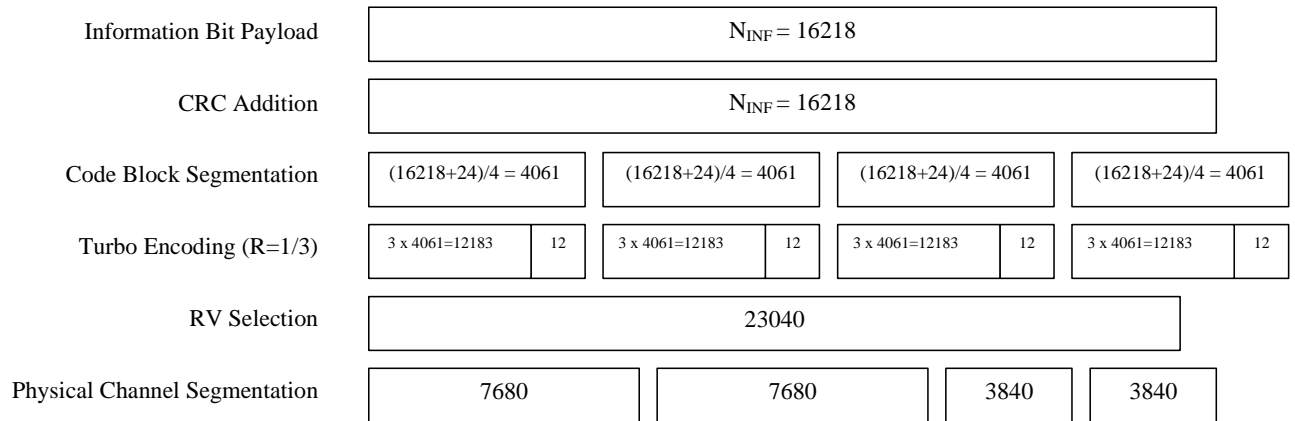 Information Bit Payload N_INF = 16218
CRC Addition N_INF = 16218
Code Block Segmentation (16218+24)/4 = 4061 (16218+24)/4 = 4061 (16218+24)/4 = 4061 (16218+24)/4 = 4061
Turbo Encoding (R=1/3) 3 x 4061=12183 12 3 x 4061=12183 12 3 x 4061=12183 12 3 x 4061=12183 12
RV Selection 23040
Physical Channel Segmentation 7680 7680 3840 3840